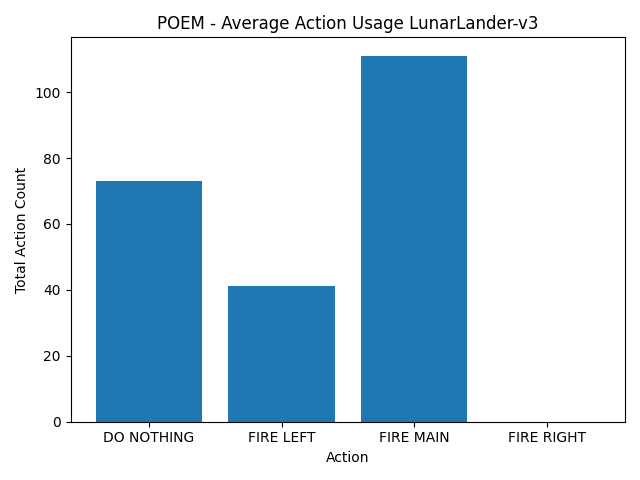 POEM - Average Action Usage LunarLander-v3
Total Action Count
100
80
60
40
20
0
DO NOTHING FIRE LEFT FIRE MAIN FIRE RIGHT
Action